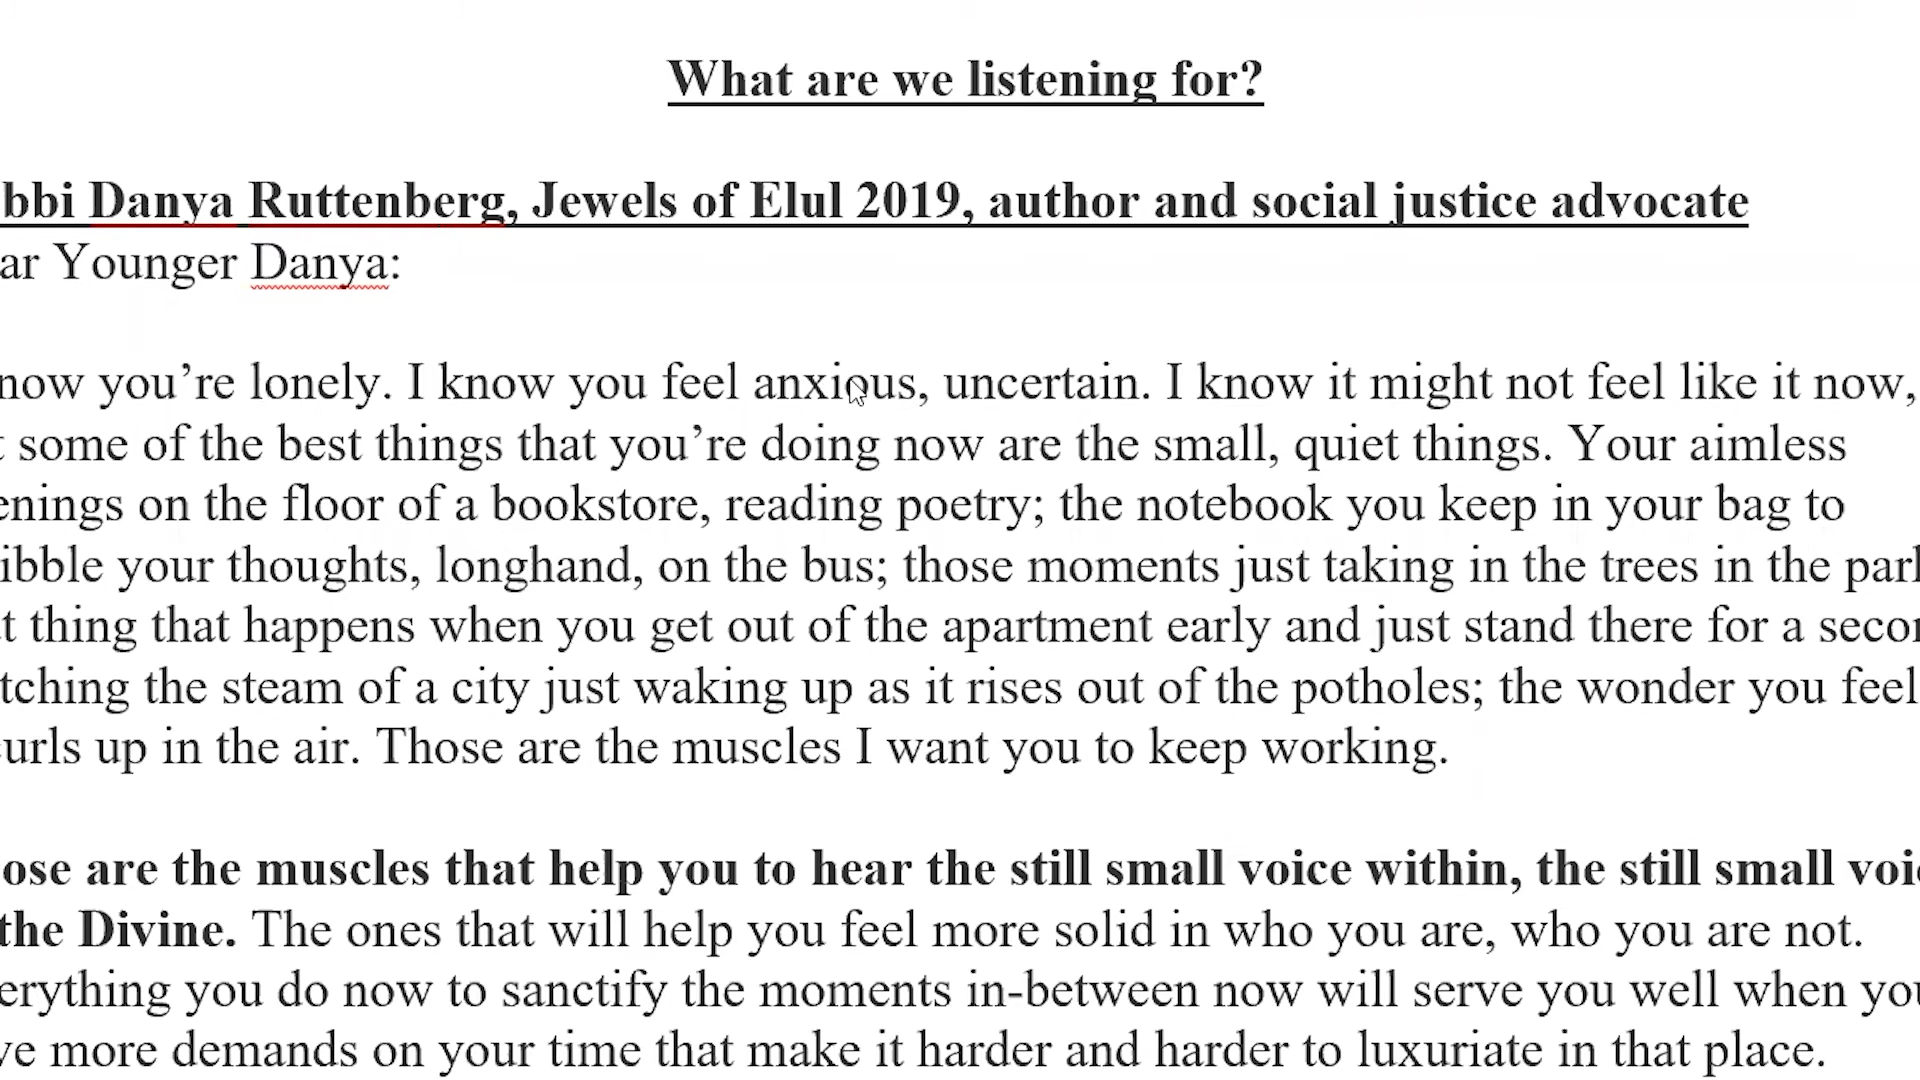 What are we listening for?
bbi Danya Ruttenberg, Jewels of Elul 2019, author and social justice advocate
ar Younger Danya:
now you’re lonely. I know you feel anxious, uncertain. I know it might not feel like it now,
t some of the best things that you’re doing now are the small, quiet things. Your aimless
enings on the floor of a bookstore, reading poetry; the notebook you keep in your bag to
ibble your thoughts, longhand, on the bus; those moments just taking in the trees in the park
t thing that happens when you get out of the apartment early and just stand there for a secon
tching the steam of a city just waking up as it rises out of the potholes; the wonder you feel
urls up in the air. Those are the muscles I want you to keep working.
ose are the muscles that help you to hear the still small voice within, the still small voic
the Divine. The ones that will help you feel more solid in who you are, who you are not.
erything you do now to sanctify the moments in-between now will serve you well when you
ve more demands on your time that make it harder and harder to luxuriate in that place.